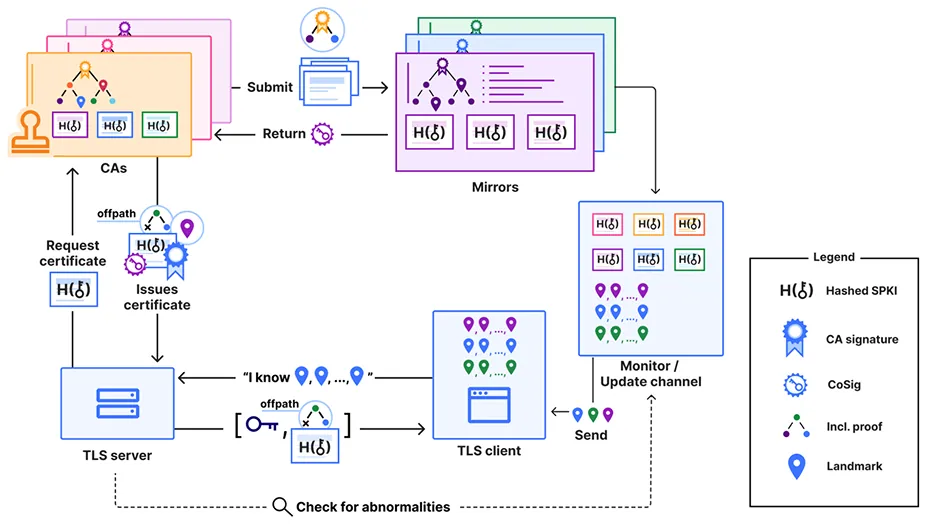 Submit
Return
CAs
H(
H(
H(
Mirrors
H(
H(
H(
offpath
Request
certificate
H(
H(
Issues
certificate
H(
H(
H(
H(
H(
H(
, ,...,
, ,...,
, ,...,
Monitor /
Update channel
, ,...,
, ,...,
, ,...,
"I know , , ..., "
offpath
[ , ]
H(
TLS server
TLS client
Send
Check for abnormalities
Legend
H( ) Hashed SPKI
CA signature
CoSig
Incl. proof
Landmark